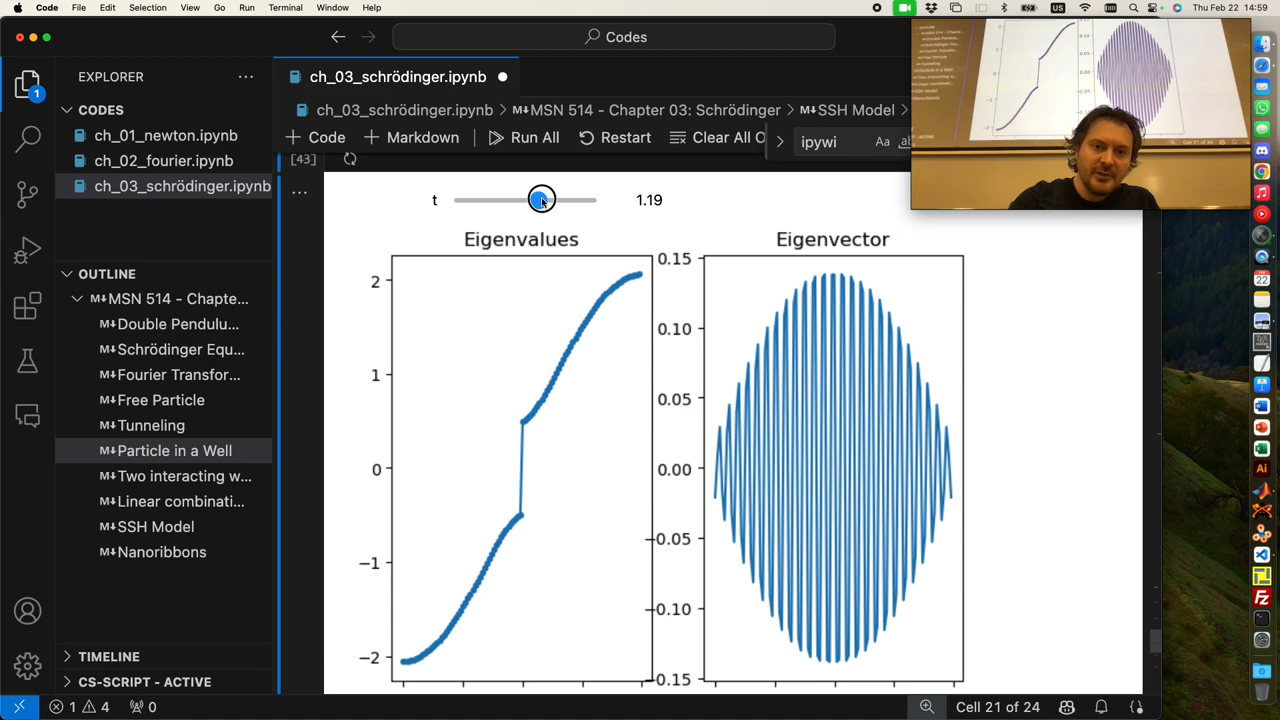 Code File Edit Selection View Go Run Terminal Window Help US Thu Feb 22 14:59
Codes
EXPLORER
CODES
ch_01_newton.ipynb
ch_02_fourier.ipynb
ch_03_schrödinger.ipynb
1
OUTLINE
M↓MSN 514 - Chapte...
M↓Double Pendulu...
M↓Schrödinger Equ...
M↓Fourier Transfor...
M↓Free Particle
M↓Tunneling
M↓Particle in a Well
M↓Two interacting w...
M↓Linear combinati...
M↓SSH Model
M↓Nanoribbons
TIMELINE
CS-SCRIPT - ACTIVE
ch_03_schrödinger.ipynb
ch_03_schrödinger.ipynb > M↓MSN 514 - Chapter 03: Schrödinger > M↓SSH Model >
+ Code + Markdown Run All Restart Clear All O
ipywi Aa ab
[43]
t 1.19
Eigenvalues
2
1
0
−1
−2
Eigenvector
0.15
0.10
0.05
0.00
−0.05
−0.10
−0.15
1 4 0 Cell 21 of 24